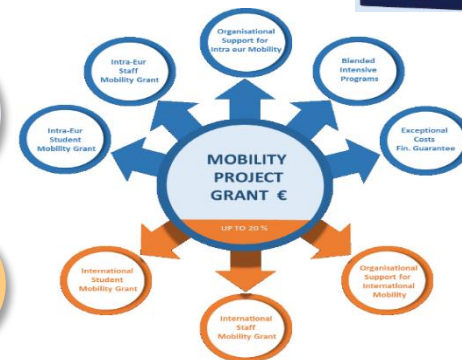 Organisational
Support for
Intra eur Mobility
Intra-Eur
Staff
Mobility Grant
Blended
Intensive
Programs
Intra-Eur
Student
Mobility Grant
Exceptional
Costs
Fin. Guarantee
MOBILITY
PROJECT
GRANT €
UP TO 20 %
International
Student
Mobility Grant
International
Staff
Mobility Grant
Organisational
Support for
International
Mobility